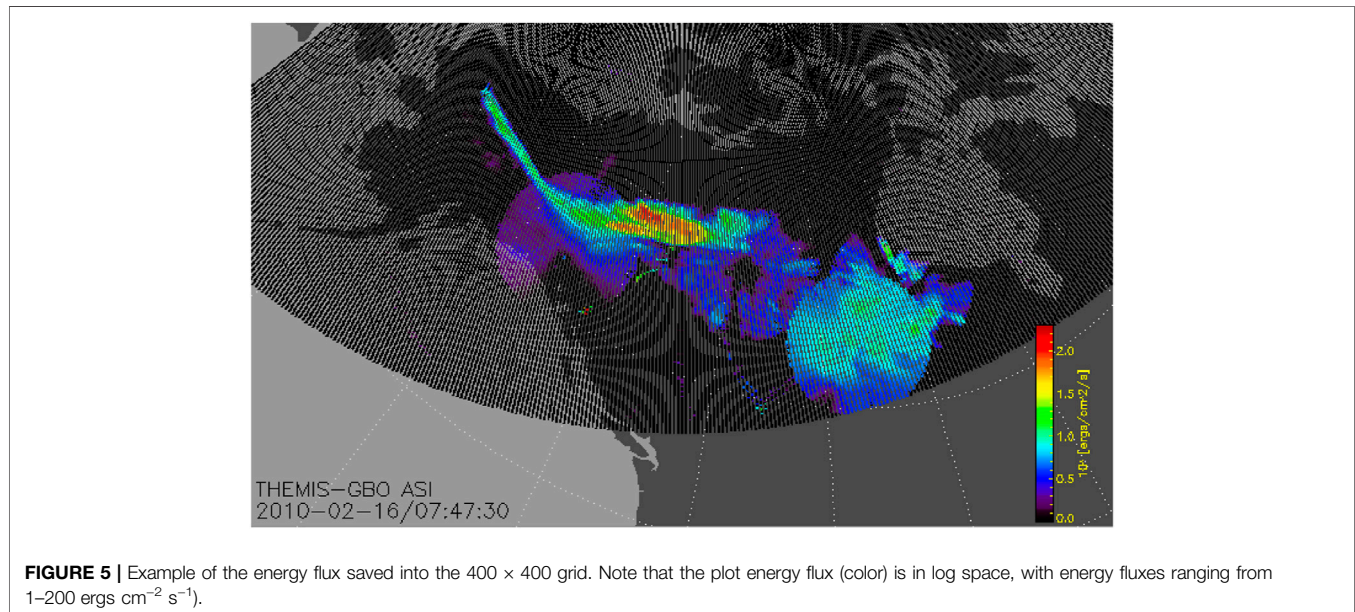 2.0
1.5
1.0
0.5
0.0
10^ [ergs/cm^2/s]
THEMIS-GBO ASI
2010-02-16/07:47:30
FIGURE 5 | Example of the energy flux saved into the 400 × 400 grid. Note that the plot energy flux (color) is in log space, with energy fluxes ranging from
1–200 ergs cm⁻² s⁻¹).